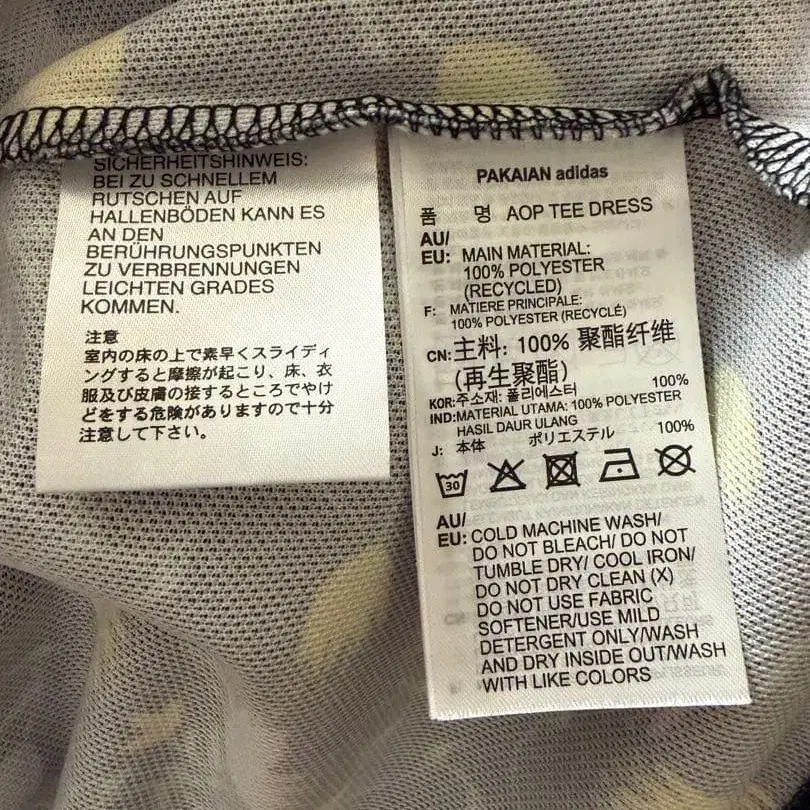 SICHERHEITSHINWEIS:
BEI ZU SCHNELLEM
RUTSCHEN AUF
HALLENBÖDEN KANN ES
AN DEN
BERÜHRUNGSPUNKTEN
ZU VERBRENNUNGEN
LEICHTEN GRADES
KOMMEN.
注意
室内の床の上で素早くスライディ
ングすると摩擦が起こり、床、衣
服及び皮膚の接するところでやけ
どをする危険がありますので十分
注意して下さい。
PAKAIAN adidas
품 명 AOP TEE DRESS
AU/
EU: MAIN MATERIAL:
100% POLYESTER
(RECYCLED)
F: MATIERE PRINCIPALE:
100% POLYESTER (RECYCLÉ)
CN: 主料: 100% 聚酯纤维
(再生聚酯)
KOR: 주소재: 폴리에스터 100%
IND: MATERIAL UTAMA: 100% POLYESTER
HASIL DAUR ULANG
J: 本体 ポリエステル 100%
30
AU/
EU: COLD MACHINE WASH/
DO NOT BLEACH/ DO NOT
TUMBLE DRY/ COOL IRON/
DO NOT DRY CLEAN (X)
DO NOT USE FABRIC
SOFTENER/USE MILD
DETERGENT ONLY/WASH
AND DRY INSIDE OUT/WASH
WITH LIKE COLORS